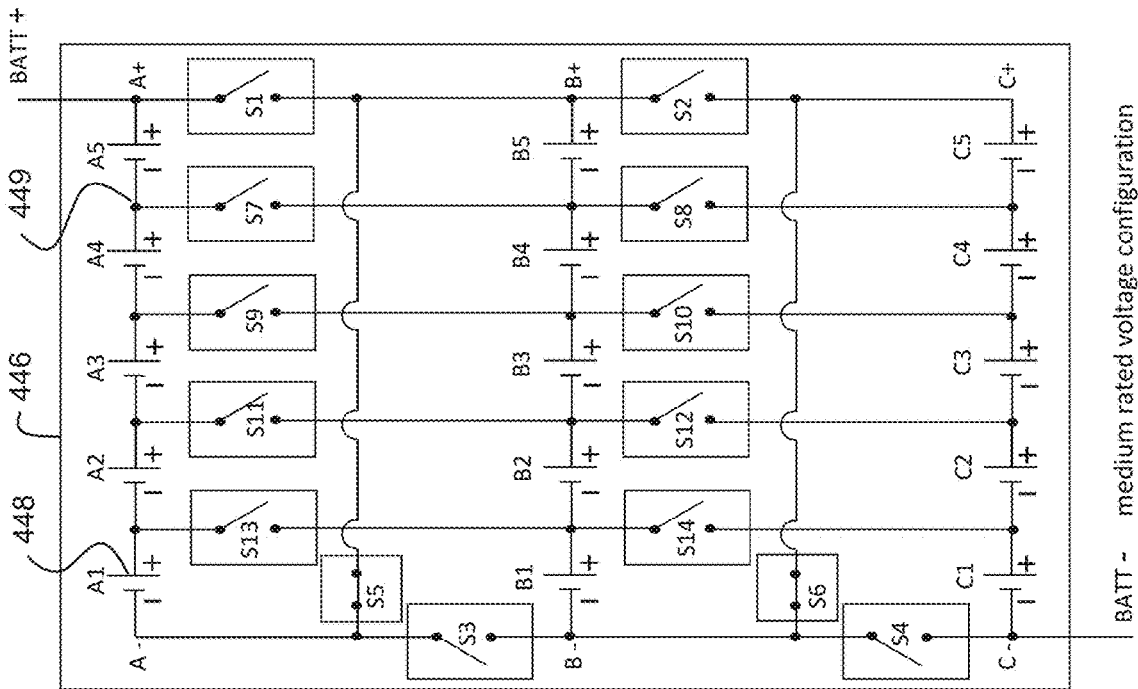 BATT +
446
449
448
A1
A2
A3
A4
A5
− + − + − + − + − +
A -
A+
S13
S11
S9
S7
S1
S5
S3
B1
B2
B3
B4
B5
− + − + − + − + − +
B -
B+
S14
S12
S10
S8
S2
S6
S4
C1
C2
C3
C4
C5
− + − + − + − + − +
C -
C+
BATT -
medium rated voltage configuration